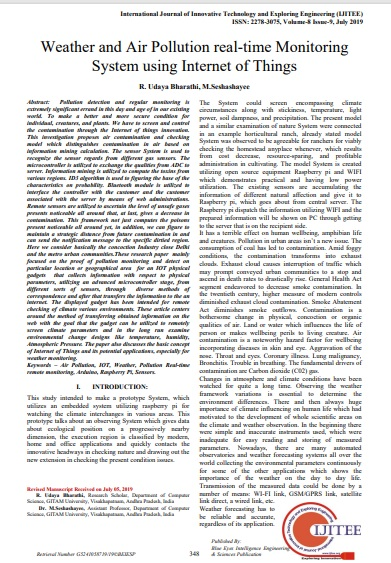 International Journal of Innovative Technology and Exploring Engineering (IJITEE)
ISSN: 2278-3075, Volume-8 Issue-9, July 2019
Weather and Air Pollution real-time Monitoring
System using Internet of Things
R. Udaya Bharathi, M.Seshashayee
Abstract: Pollution detection and regular monitoring is
extremely significant errand in this day and age of in our existing
world. To make a better and more secure condition for
individual, creatures, and plants. We have to screen and control
the contamination through the Internet of things innovation.
This investigation proposes air contamination and checking
model which distinguishes contamination in air based on
information mining calculation. The sensor System is used to
recognize the sensor regards from different gas sensors. The
microcontroller is utilized to exchange the qualities from ADC to
server. Information mining is utilized to compute the toxins from
various regions. ID3 algorithm is used to figuring the base of the
characteristics on probability. Bluetooth module is utilized to
interface the controller with the customer and the customer
associated with the server by means of web administrations.
Remote sensors are utilized to ascertain the level of unsafe gases
presents noticeable all around that, as last, gives a decrease in
contamination. This framework not just computes the poisons
present noticeable all around yet, in addition, we can figure to
maintain a strategic distance from future contamination in and
can send the notification message to the specific dirtied region.
Here we consider basically the concoction Industry close Delhi
and the metro urban communities. These research paper mainly
focused on the proof of pollution monitoring and detect on
particular location or geographical area for an IOT physical
gadgets that collects information with respect to physical
parameters, utilizing an advanced microcontroller stage, from
different sorts of sensors, through diverse methods of
correspondence and after that transfers the information to the an
internet. The displayed gadget has been intended for remote
checking of climate various environments. These article centers
around the method of transferring obtained information on the
web with the goal that the gadget can be utilized to remotely
screen climate parameters and in the long run examine
environmental change designs like temperature, humidity,
Atmospheric Pressure. The paper also discusses the basic concept
of Internet of Things and its potential applications, especially for
weather monitoring.
Keywords – Air Pollution, IOT, Weather, Pollution Real-time
remote monitoring, Arduino, Raspberry Pi, Sensors.
I. INTRODUCTION:
This study intended to make a prototype System, which
utilizes an embedded system utilizing raspberry pi for
watching the climate interchanges in various areas. This
prototype talks about an Observing System which gives data
about ecological position on a progressively nearby
dimension, the execution region is classified by modern,
home and office applications and quickly contacts the
innovative headways in checking nature and drawing out the
new extension in checking the present condition issues.
Revised Manuscript Received on July 05, 2019
R. Udaya Bharathi, Research Scholar, Department of Computer
Science, GITAM University, Visakhapatnam, Andhra Pradesh, India
Dr. M.Seshashayee, Assistant Professor, Department of Computer
Science, GITAM University, Visakhapatnam, Andhra Pradesh, India
The System could screen encompassing climate
circumstances along with stickiness, temperature, light
power, soil dampness, and precipitation. The present model
and a similar examination of nature System were connected
in an example horticultural ranch, already stated model
System was observed to be agreeable for ranchers for viably
checking the homestead anyplace whenever, which results
from cost decrease, resource-sparing, and profitable
administration in cultivating. The model System is created
utilizing open source equipment Raspberry pi and WIFI
which demonstrates practical and having low power
utilization. The existing systems are accumulating the
information of different natural affection and give it to
Raspberry pi, which goes about from central server. The
Raspberry pi dispatch the information utilizing WIFI and the
prepared information will be shown on PC through getting
to the server that is on the recipient side.
It has a terrible effect on human wellbeing, amphibian life
and creatures. Pollution in urban areas isn't a new issue. The
consumption of coal has led to contamination. Amid foggy
conditions, the contamination transforms into exhaust
clouds. Exhaust cloud causes interruption of traffic which
may prompt conveyed urban communities to a stop and
ascend in death rates to drastically rise. General Health Act
segment endeavored to decrease smoke contamination. In
the twentieth century, higher measure of modern controls
diminished exhaust cloud contamination. Smoke Abatement
Act diminishes smoke outflows. Contamination is a
bothersome change in physical, concoction or organic
qualities of air. Land or water which influences the life of
person or makes wellbeing perils to living creature. Air
contamination is a noteworthy hazard factor for wellbeing
incorporating diseases in skin and eye. Aggravation of the
nose. Throat and eyes. Coronary illness. Lung malignancy,
Bronchitis. Trouble in breathing. The fundamental drivers of
contamination are Carbon dioxide (C02) gas.
Changes in atmosphere and climate conditions have been
watched for quite a long time. Observing the weather
framework variations is essential to determine the
environment differences. There and then always huge
importance of climate influencing on human life which had
motivated to the development of whole scientific areas on
the climate and weather observation. In the beginning there
were simple and inaccurate instruments used, which were
inadequate for easy reading and storing of measured
parameters. Nowadays, there are many automated
observatories and weather forecasting systems all over the
world collecting the environmental parameters continuously
for some of the other applications which shows the
importance of the weather on the day to day life.
Transmission of the measured data could be done by a
number of means: WI-FI link, GSM/GPRS link, satellite
link direct, a wired link, etc.
Weather forecasting has to
be reliable and accurate,
regardless of its application.
Retrieval Number G5241058719/19©BEIESP
348
Published By:
Blue Eyes Intelligence Engineering
& Sciences Publication
IJITEE